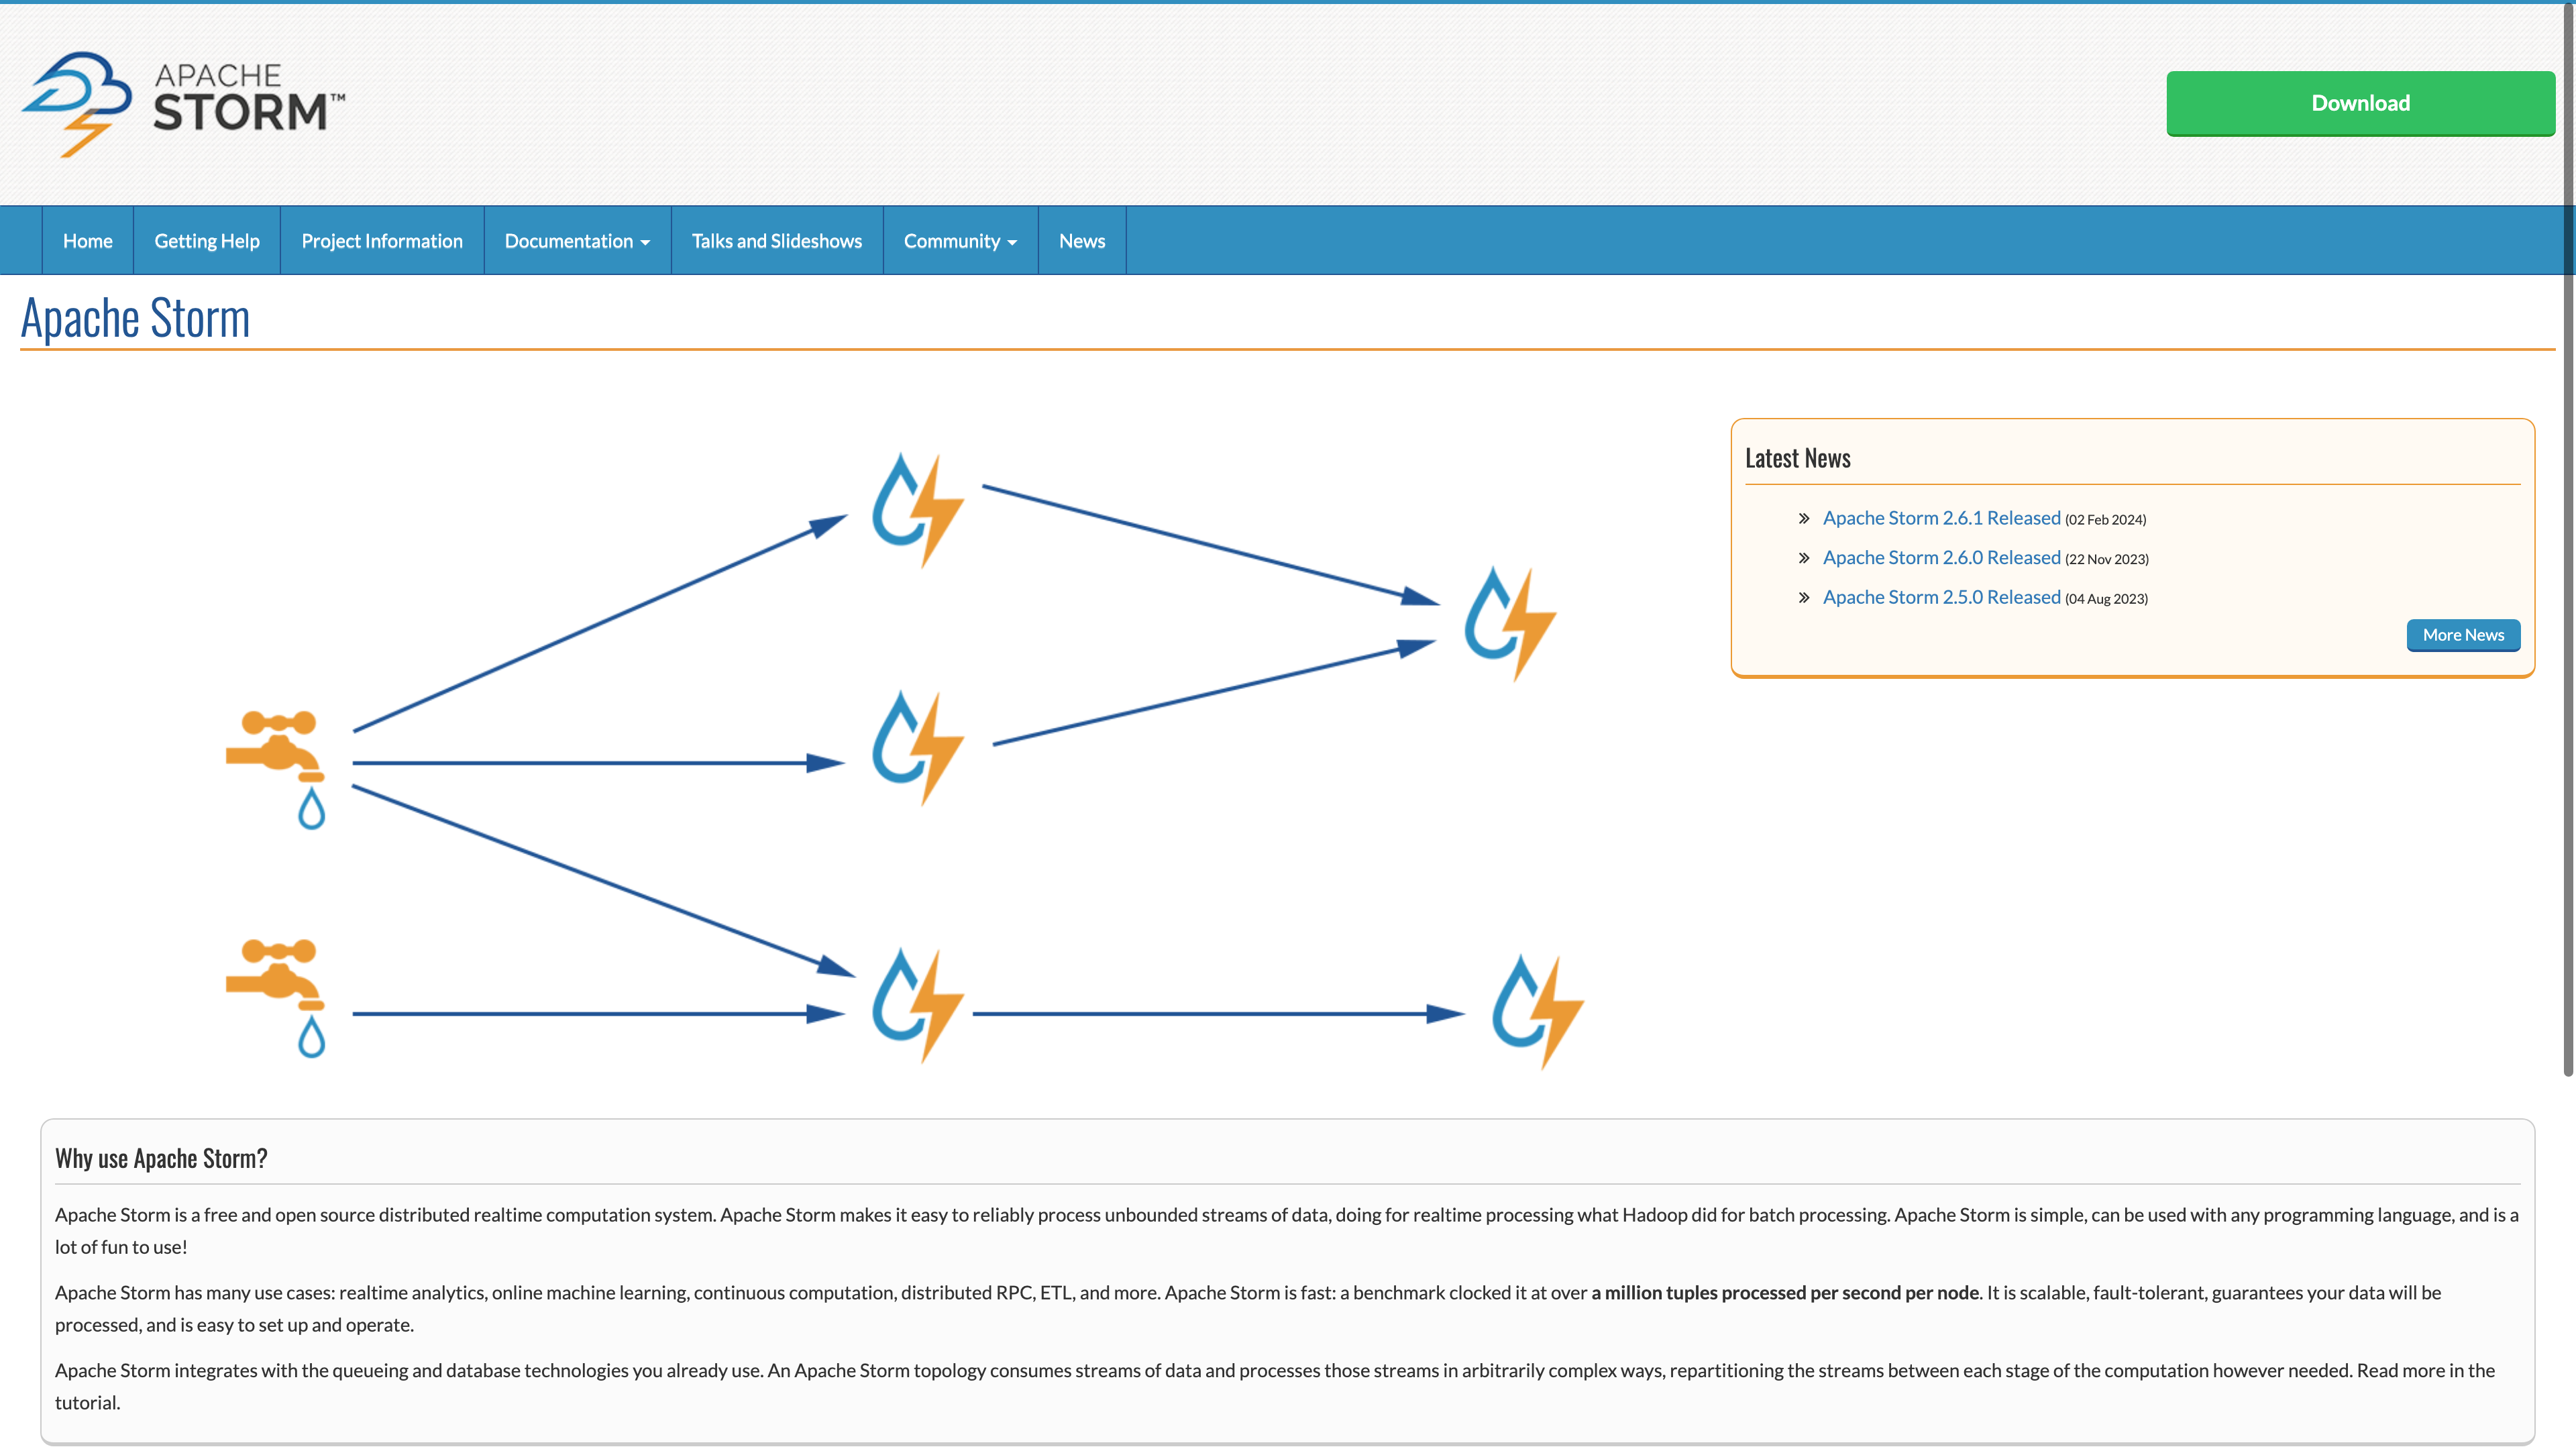 APACHE
STORM™
Download
Home
Getting Help
Project Information
Documentation
Talks and Slideshows
Community
News
Apache Storm
Latest News
Apache Storm 2.6.1 Released (02 Feb 2024)
Apache Storm 2.6.0 Released (22 Nov 2023)
Apache Storm 2.5.0 Released (04 Aug 2023)
More News
Why use Apache Storm?
Apache Storm is a free and open source distributed realtime computation system. Apache Storm makes it easy to reliably process unbounded streams of data, doing for realtime processing what Hadoop did for batch processing. Apache Storm is simple, can be used with any programming language, and is a
lot of fun to use!
Apache Storm has many use cases: realtime analytics, online machine learning, continuous computation, distributed RPC, ETL, and more. Apache Storm is fast: a benchmark clocked it at over a million tuples processed per second per node. It is scalable, fault-tolerant, guarantees your data will be
processed, and is easy to set up and operate.
Apache Storm integrates with the queueing and database technologies you already use. An Apache Storm topology consumes streams of data and processes those streams in arbitrarily complex ways, repartitioning the streams between each stage of the computation however needed. Read more in the
tutorial.